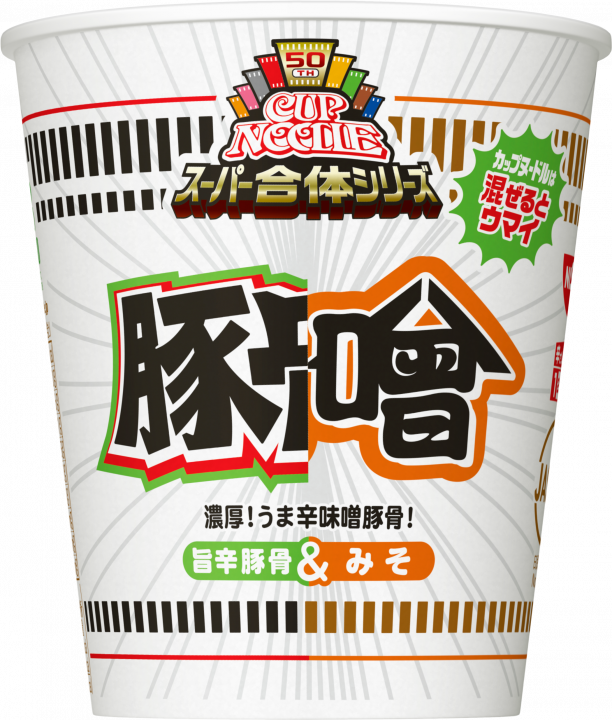 50
TH
CUP
NOODLE
スーパー合体シリーズ
カップヌードルは
混ぜると
ウマイ
豚 噌
濃厚!うま辛味噌豚骨!
旨辛豚骨&みそ